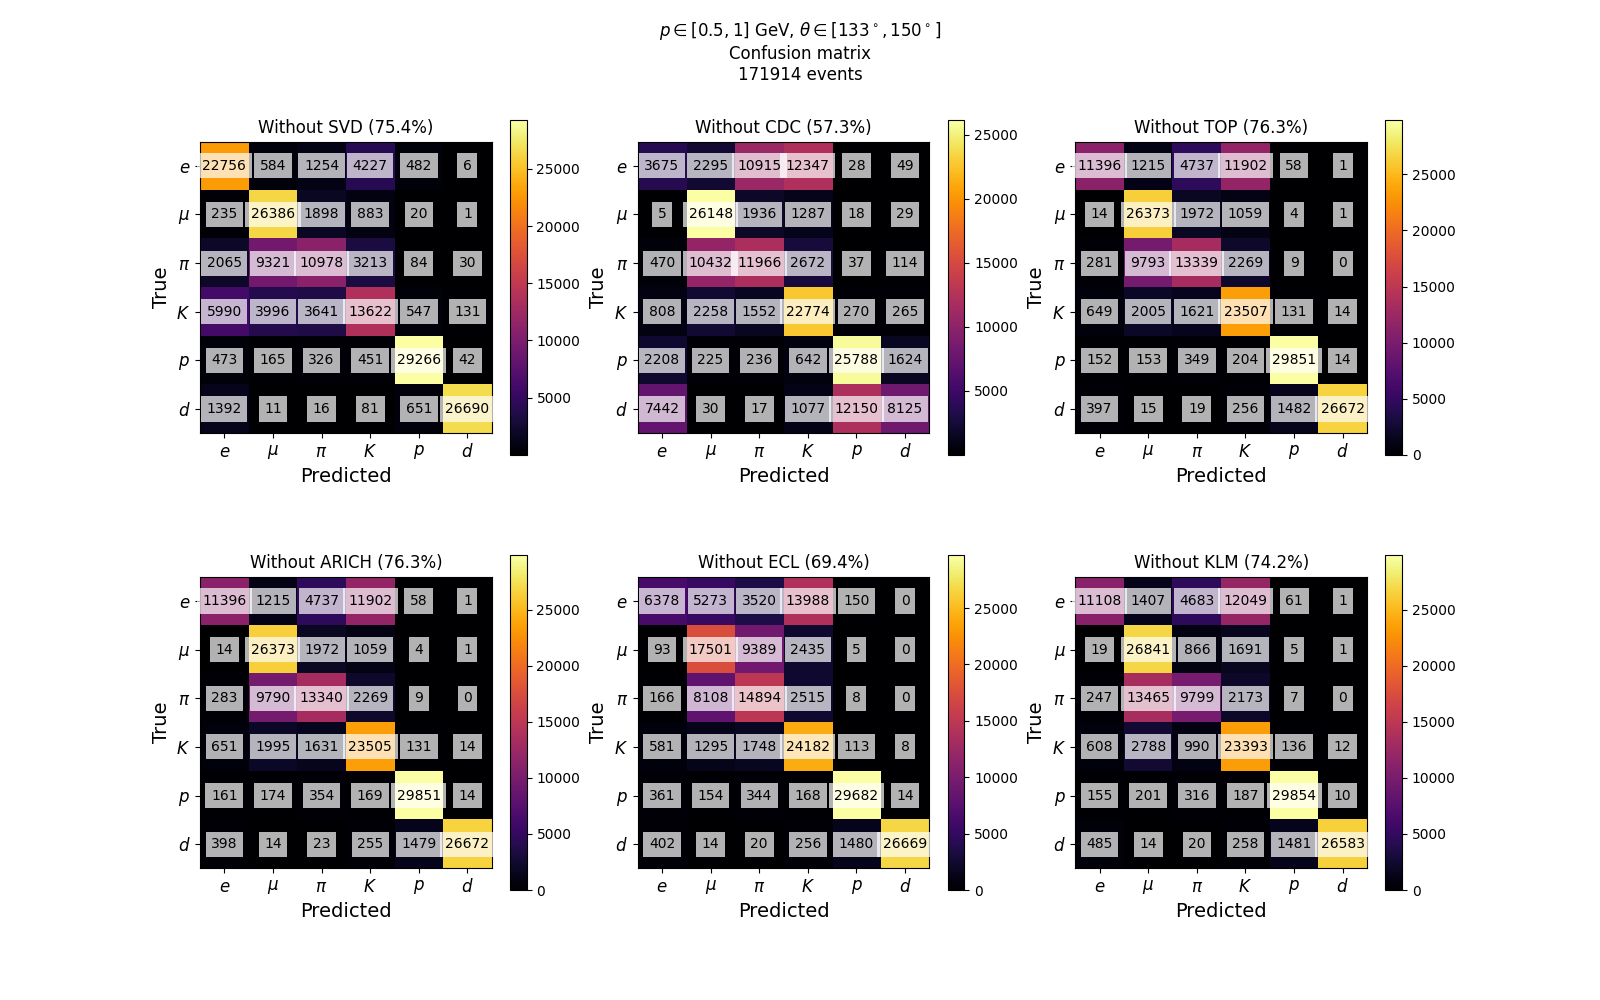 p ∈ [0.5, 1] GeV, θ ∈ [133°, 150°]
Confusion matrix
171914 events
Without SVD (75.4%)
True
e 22756 584 1254 4227 482 6
μ 235 26386 1898 883 20 1
π 2065 9321 10978 3213 84 30
K 5990 3996 3641 13622 547 131
p 473 165 326 451 29266 42
d 1392 11 16 81 651 26690
e μ π K p d
Predicted
25000
20000
15000
10000
5000
Without CDC (57.3%)
True
e 3675 2295 10915 12347 28 49
μ 5 26148 1936 1287 18 29
π 470 10432 11966 2672 37 114
K 808 2258 1552 22774 270 265
p 2208 225 236 642 25788 1624
d 7442 30 17 1077 12150 8125
e μ π K p d
Predicted
25000
20000
15000
10000
5000
Without TOP (76.3%)
True
e 11396 1215 4737 11902 58 1
μ 14 26373 1972 1059 4 1
π 281 9793 13339 2269 9 0
K 649 2005 1621 23507 131 14
p 152 153 349 204 29851 14
d 397 15 19 256 1482 26672
e μ π K p d
Predicted
25000
20000
15000
10000
5000
0
Without ARICH (76.3%)
True
e 11396 1215 4737 11902 58 1
μ 14 26373 1972 1059 4 1
π 283 9790 13340 2269 9 0
K 651 1995 1631 23505 131 14
p 161 174 354 169 29851 14
d 398 14 23 255 1479 26672
e μ π K p d
Predicted
25000
20000
15000
10000
5000
0
Without ECL (69.4%)
True
e 6378 5273 3520 13988 150 0
μ 93 17501 9389 2435 5 0
π 166 8108 14894 2515 8 0
K 581 1295 1748 24182 113 8
p 361 154 344 168 29682 14
d 402 14 20 256 1480 26669
e μ π K p d
Predicted
25000
20000
15000
10000
5000
0
Without KLM (74.2%)
True
e 11108 1407 4683 12049 61 1
μ 19 26841 866 1691 5 1
π 247 13465 9799 2173 7 0
K 608 2788 990 23393 136 12
p 155 201 316 187 29854 10
d 485 14 20 258 1481 26583
e μ π K p d
Predicted
25000
20000
15000
10000
5000
0